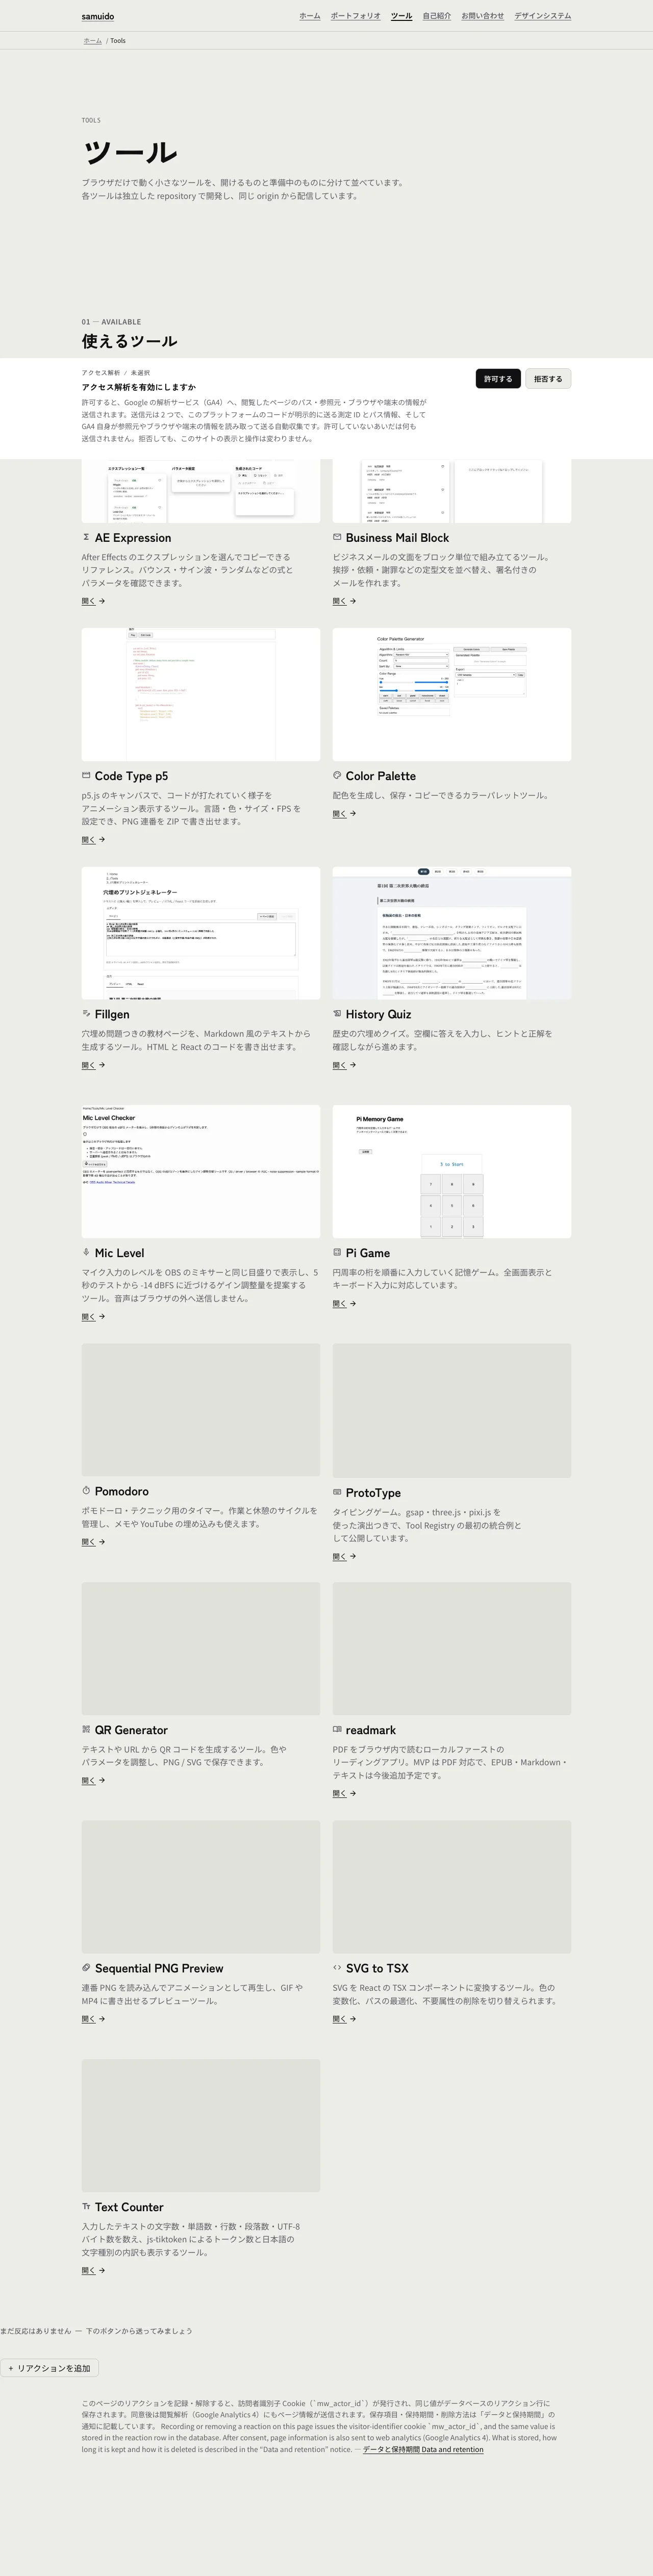 samuido
ホーム ポートフォリオ ツール 自己紹介 お問い合わせ デザインシステム
ホーム / Tools
TOOLS
ツール
ブラウザだけで動く小さなツールを、開けるものと準備中のものに分けて並べています。
各ツールは独立した repository で開発し、同じ origin から配信しています。
01 — AVAILABLE
使えるツール
アクセス解析 / 未選択
アクセス解析を有効にしますか
許可すると、Google の解析サービス（GA4）へ、閲覧したページのパス・参照元・ブラウザや端末の情報が
送信されます。送信元は 2 つで、このプラットフォームのコードが明示的に送る測定 ID とパス情報、そして
GA4 自身が参照元やブラウザや端末の情報を読み取って送る自動収集です。許可していないあいだは何も
送信されません。拒否しても、このサイトの表示と操作は変わりません。
許可する
拒否する
エクスプレッション一覧 パラメータ設定 生成されたコード
AE Expression
After Effects のエクスプレッションを選んでコピーできる
リファレンス。バウンス・サイン波・ランダムなどの式と
パラメータを確認できます。
開く →
Business Mail Block
ビジネスメールの文面をブロック単位で組み立てるツール。
挨拶・依頼・謝罪などの定型文を並べ替え、署名付きの
メールを作れます。
開く →
Code Type p5
p5.js のキャンバスで、コードが打たれていく様子を
アニメーション表示するツール。言語・色・サイズ・FPS を
設定でき、PNG 連番を ZIP で書き出せます。
開く →
Color Palette Generator
Color Palette
配色を生成し、保存・コピーできるカラーパレットツール。
開く →
穴埋めプリントジェネレーター
Fillgen
穴埋め問題つきの教材ページを、Markdown 風のテキストから
生成するツール。HTML と React のコードを書き出せます。
開く →
History Quiz
歴史の穴埋めクイズ。空欄に答えを入力し、ヒントと正解を
確認しながら進めます。
開く →
Mic Level Checker
Mic Level
マイク入力のレベルを OBS のミキサーと同じ目盛りで表示し、5
秒のテストから -14 dBFS に近づけるゲイン調整量を提案する
ツール。音声はブラウザの外へ送信しません。
開く →
Pi Memory Game
S to Start
Pi Game
円周率の桁を順番に入力していく記憶ゲーム。全画面表示と
キーボード入力に対応しています。
開く →
Pomodoro
ポモドーロ・テクニック用のタイマー。作業と休憩のサイクルを
管理し、メモや YouTube の埋め込みも使えます。
開く →
ProtoType
タイピングゲーム。gsap・three.js・pixi.js を
使った演出つきで、Tool Registry の最初の統合例と
して公開しています。
開く →
QR Generator
テキストや URL から QR コードを生成するツール。色や
パラメータを調整し、PNG / SVG で保存できます。
開く →
readmark
PDF をブラウザ内で読むローカルファーストの
リーディングアプリ。MVP は PDF 対応で、EPUB・Markdown・
テキストは今後追加予定です。
開く →
Sequential PNG Preview
連番 PNG を読み込んでアニメーションとして再生し、GIF や
MP4 に書き出せるプレビューツール。
開く →
SVG to TSX
SVG を React の TSX コンポーネントに変換するツール。色の
変数化、パスの最適化、不要属性の削除を切り替えられます。
開く →
Text Counter
入力したテキストの文字数・単語数・行数・段落数・UTF-8
バイト数を数え、js-tiktoken によるトークン数と日本語の
文字種別の内訳も表示するツール。
開く →
まだ反応はありません — 下のボタンから送ってみましょう
+ リアクションを追加
このページのリアクションを記録・解除すると、訪問者識別子 Cookie（`mw_actor_id`）が発行され、同じ値がデータベースのリアクション行に
保存されます。同意後は閲覧解析（Google Analytics 4）にもページ情報が送信されます。保存項目・保持期間・削除方法は「データと保持期間」の
通知に記載しています。 Recording or removing a reaction on this page issues the visitor-identifier cookie `mw_actor_id`, and the same value is
stored in the reaction row in the database. After consent, page information is also sent to web analytics (Google Analytics 4). What is stored, how
long it is kept and how it is deleted is described in the “Data and retention” notice. — データと保持期間 Data and retention